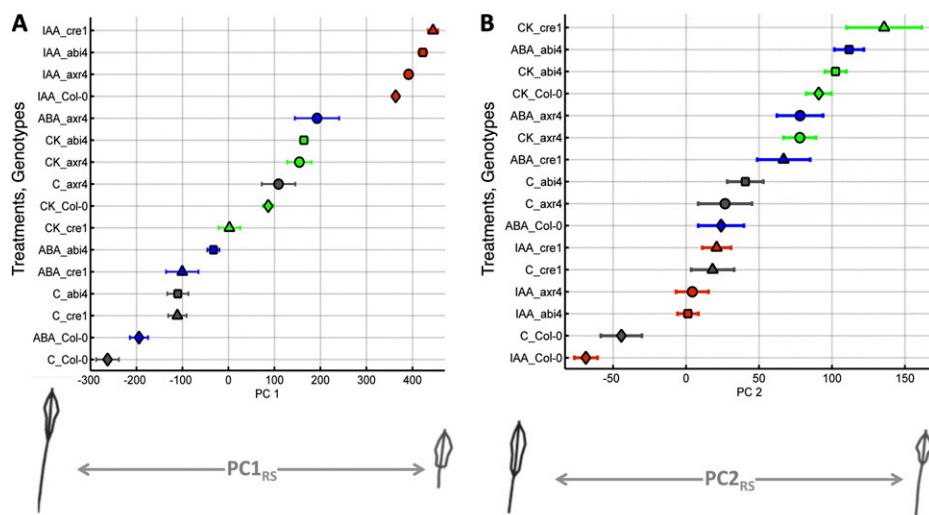 A
Treatments, Genotypes
IAA_cre1
IAA_abi4
IAA_axr4
IAA_Col-0
ABA_axr4
CK_abi4
CK_axr4
C_axr4
CK_Col-0
CK_cre1
ABA_abi4
ABA_cre1
C_abi4
C_cre1
ABA_Col-0
C_Col-0
-300 -200 -100 0 100 200 300 400
PC 1
PC1RS
B
Treatments, Genotypes
CK_cre1
ABA_abi4
CK_abi4
CK_Col-0
ABA_axr4
CK_axr4
ABA_cre1
C_abi4
C_axr4
ABA_Col-0
IAA_cre1
C_cre1
IAA_axr4
IAA_abi4
C_Col-0
IAA_Col-0
-50 0 50 100 150
PC 2
PC2RS